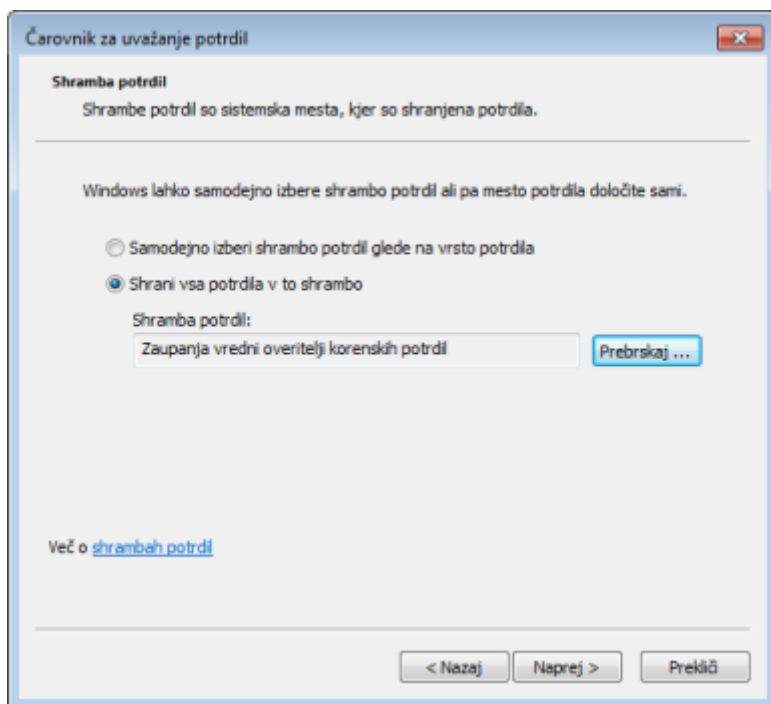 Čarovnik za uvažanje potrdil
Shramba potrdil
Shrambe potrdil so sistemska mesta, kjer so shranjena potrdila.
Windows lahko samodejno izbere shrambo potrdil ali pa mesto potrdila določite sami.
Samodejno izberi shrambo potrdil glede na vrsto potrdila
Shrani vsa potrdila v to shrambo
Shramba potrdil:
Zaupanja vredni overitelji korenskih potrdil
Prebrskaj ...
Več o shrambah potrdil
< Nazaj
Naprej >
Prekliči